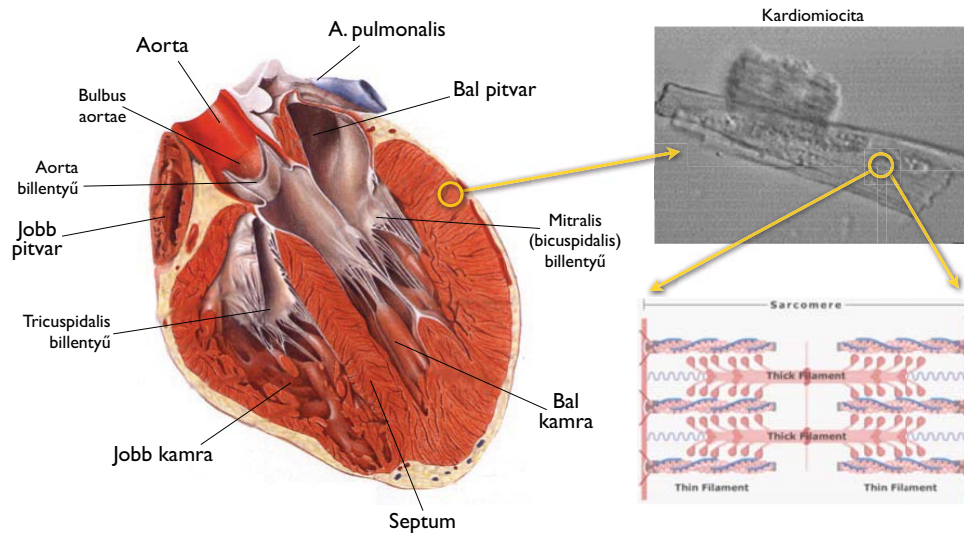 Kardiomiocita
A. pulmonalis
Aorta
Bal pitvar
Bulbus
aortae
Aorta
billentyű
Jobb
pitvar
Mitralis
(bicuspidalis)
billentyű
Tricuspidalis
billentyű
Bal
kamra
Jobb kamra
Septum
Sarcomere
Thick Filament
Thick Filament
Thin Filament
Thin Filament